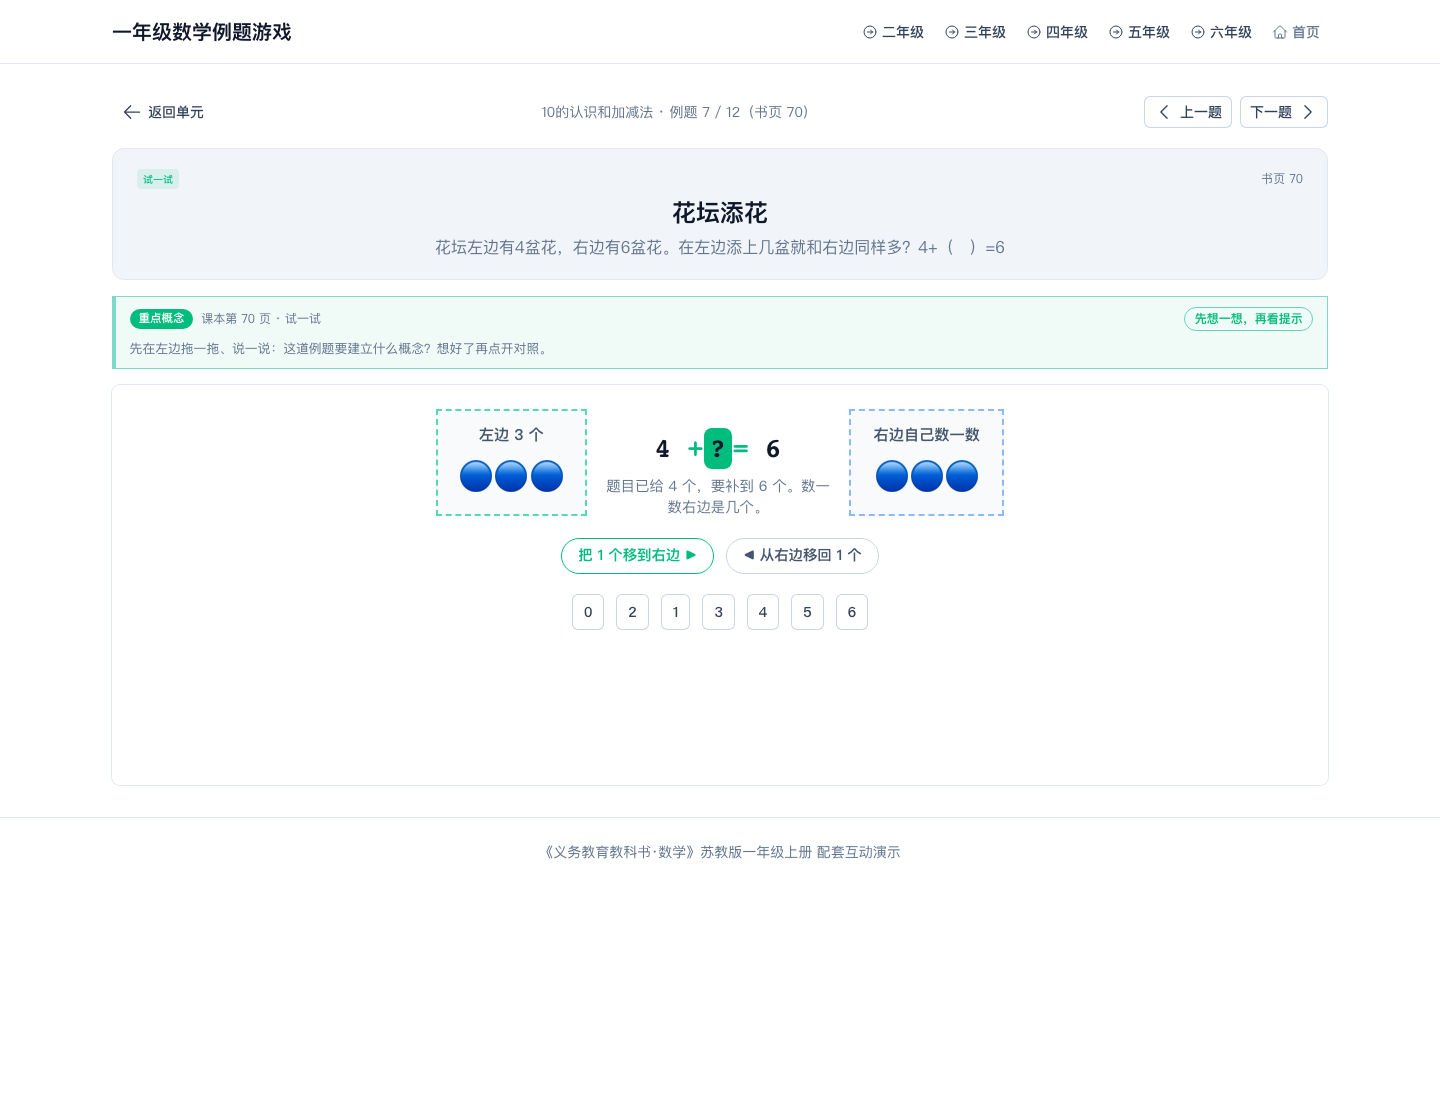 一年级数学例题游戏
二年级 三年级 四年级 五年级 六年级 首页
返回单元
10的认识和加减法 · 例题 7 / 12（书页 70）
上一题 下一题
试一试
书页 70
花坛添花
花坛左边有4盆花，右边有6盆花。在左边添上几盆就和右边同样多？4+（　）=6
重点概念 课本第 70 页 · 试一试
先想一想，再看提示
先在左边拖一拖、说一说：这道例题要建立什么概念？想好了再点开对照。
左边 3 个
4 + ? = 6
题目已给 4 个，要补到 6 个。数一
数右边是几个。
右边自己数一数
把 1 个移到右边 ▶
◀ 从右边移回 1 个
0 2 1 3 4 5 6
《义务教育教科书·数学》苏教版一年级上册 配套互动演示